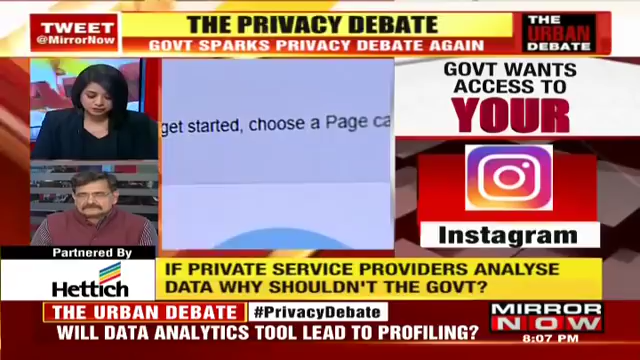 TWEET
@MirrorNow
THE PRIVACY DEBATE
GOVT SPARKS PRIVACY DEBATE AGAIN
THE
URBAN
DEBATE
get started, choose a Page ca
GOVT WANTS
ACCESS TO
YOUR
Instagram
Partnered By
Hettich
IF PRIVATE SERVICE PROVIDERS ANALYSE
DATA WHY SHOULDN'T THE GOVT?
THE URBAN DEBATE #PrivacyDebate
WILL DATA ANALYTICS TOOL LEAD TO PROFILING?
MIRROR
NOW
8:07 PM